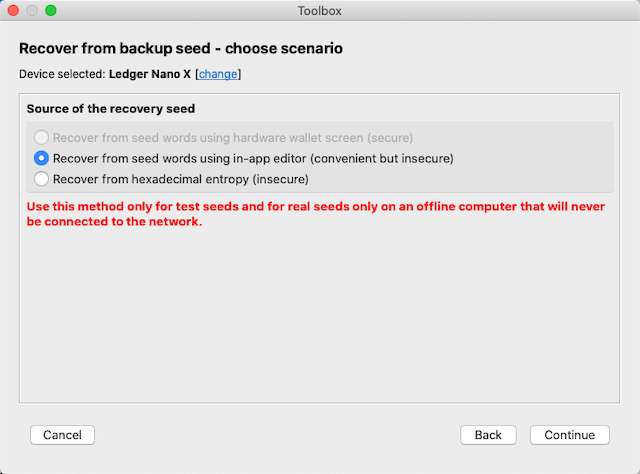 Toolbox
Recover from backup seed - choose scenario
Device selected: Ledger Nano X [change]
Source of the recovery seed
Recover from seed words using hardware wallet screen (secure)
Recover from seed words using in-app editor (convenient but insecure)
Recover from hexadecimal entropy (insecure)
Use this method only for test seeds and for real seeds only on an offline computer that will never
be connected to the network.
Cancel
Back
Continue